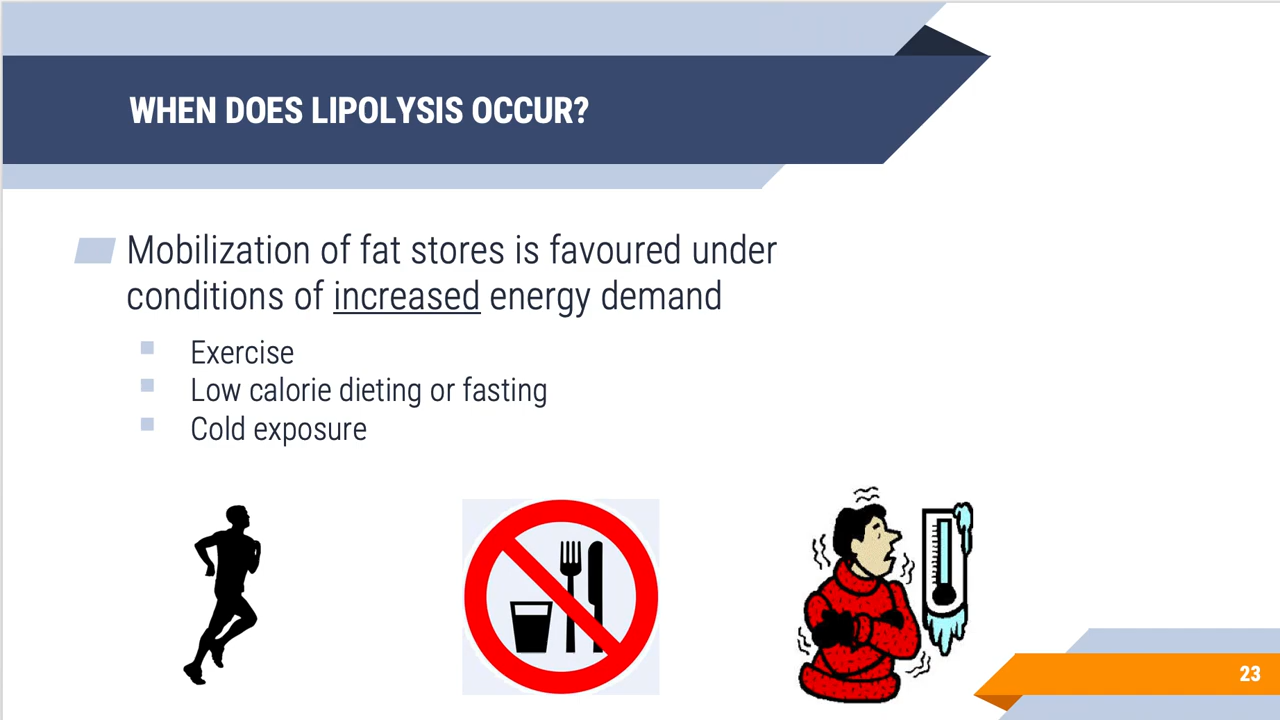 WHEN DOES LIPOLYSIS OCCUR?
Mobilization of fat stores is favoured under
conditions of increased energy demand
Exercise
Low calorie dieting or fasting
Cold exposure
23